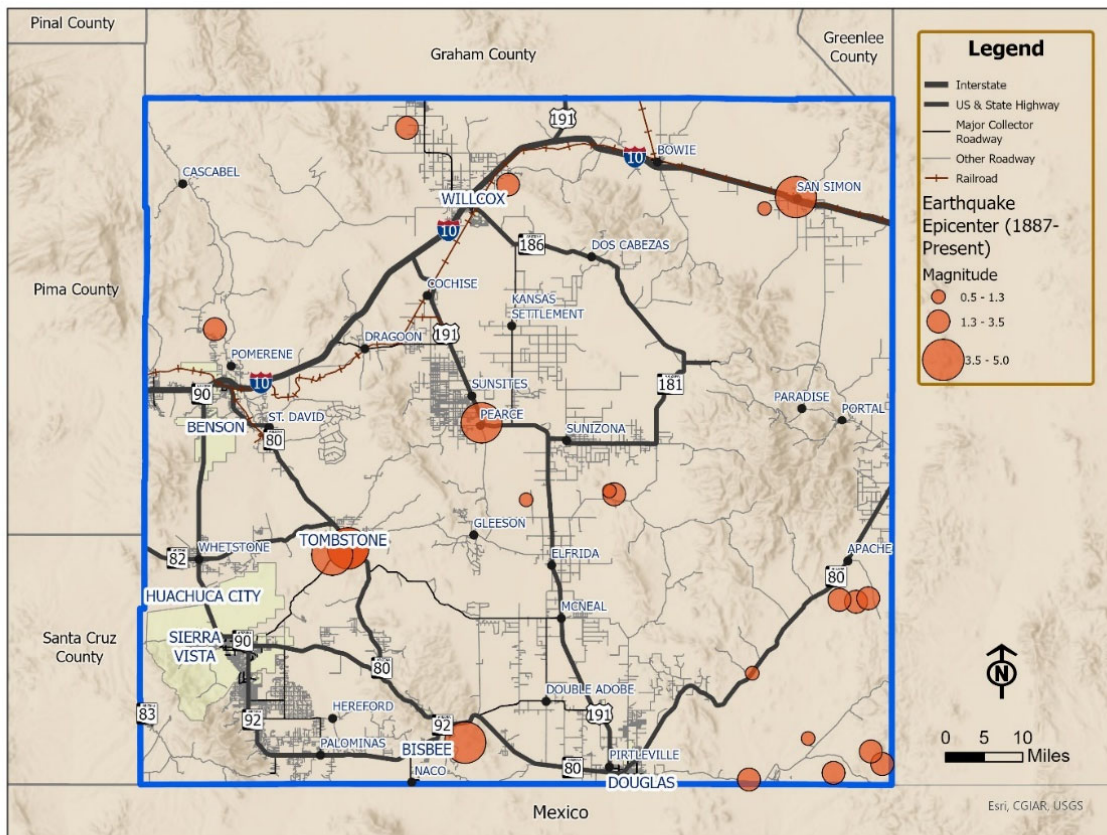 Pinal County
Graham County
Greenlee
County
Legend
Interstate
US & State Highway
Major Collector
Roadway
Other Roadway
Railroad
Earthquake
Epicenter (1887-
Present)
Magnitude
0.5 - 1.3
1.3 - 3.5
3.5 - 5.0
191
10
BOWIE
CASCABEL
SAN SIMON
WILLCOX
10
186
DOS CABEZAS
Pima County
COCHISE
KANSAS
SETTLEMENT
191
DRAGOON
POMERENE
10
90
181
SUNSITES
PARADISE
PORTAL
ST. DAVID
PEARCE
BENSON
80
SUNIZONA
GLEESON
TOMBSTONE
WHETSTONE
82
ELFRIDA
APACHE
80
HUACHUCA CITY
MCNEAL
Santa Cruz
County
SIERRA
VISTA
90
80
DOUBLE ADOBE
83
92
HEREFORD
92
191
PALOMINAS
BISBEE
PIRTLEVILLE
80
NACO
DOUGLAS
N
0 5 10
Miles
Mexico
Esri, CGIAR, USGS